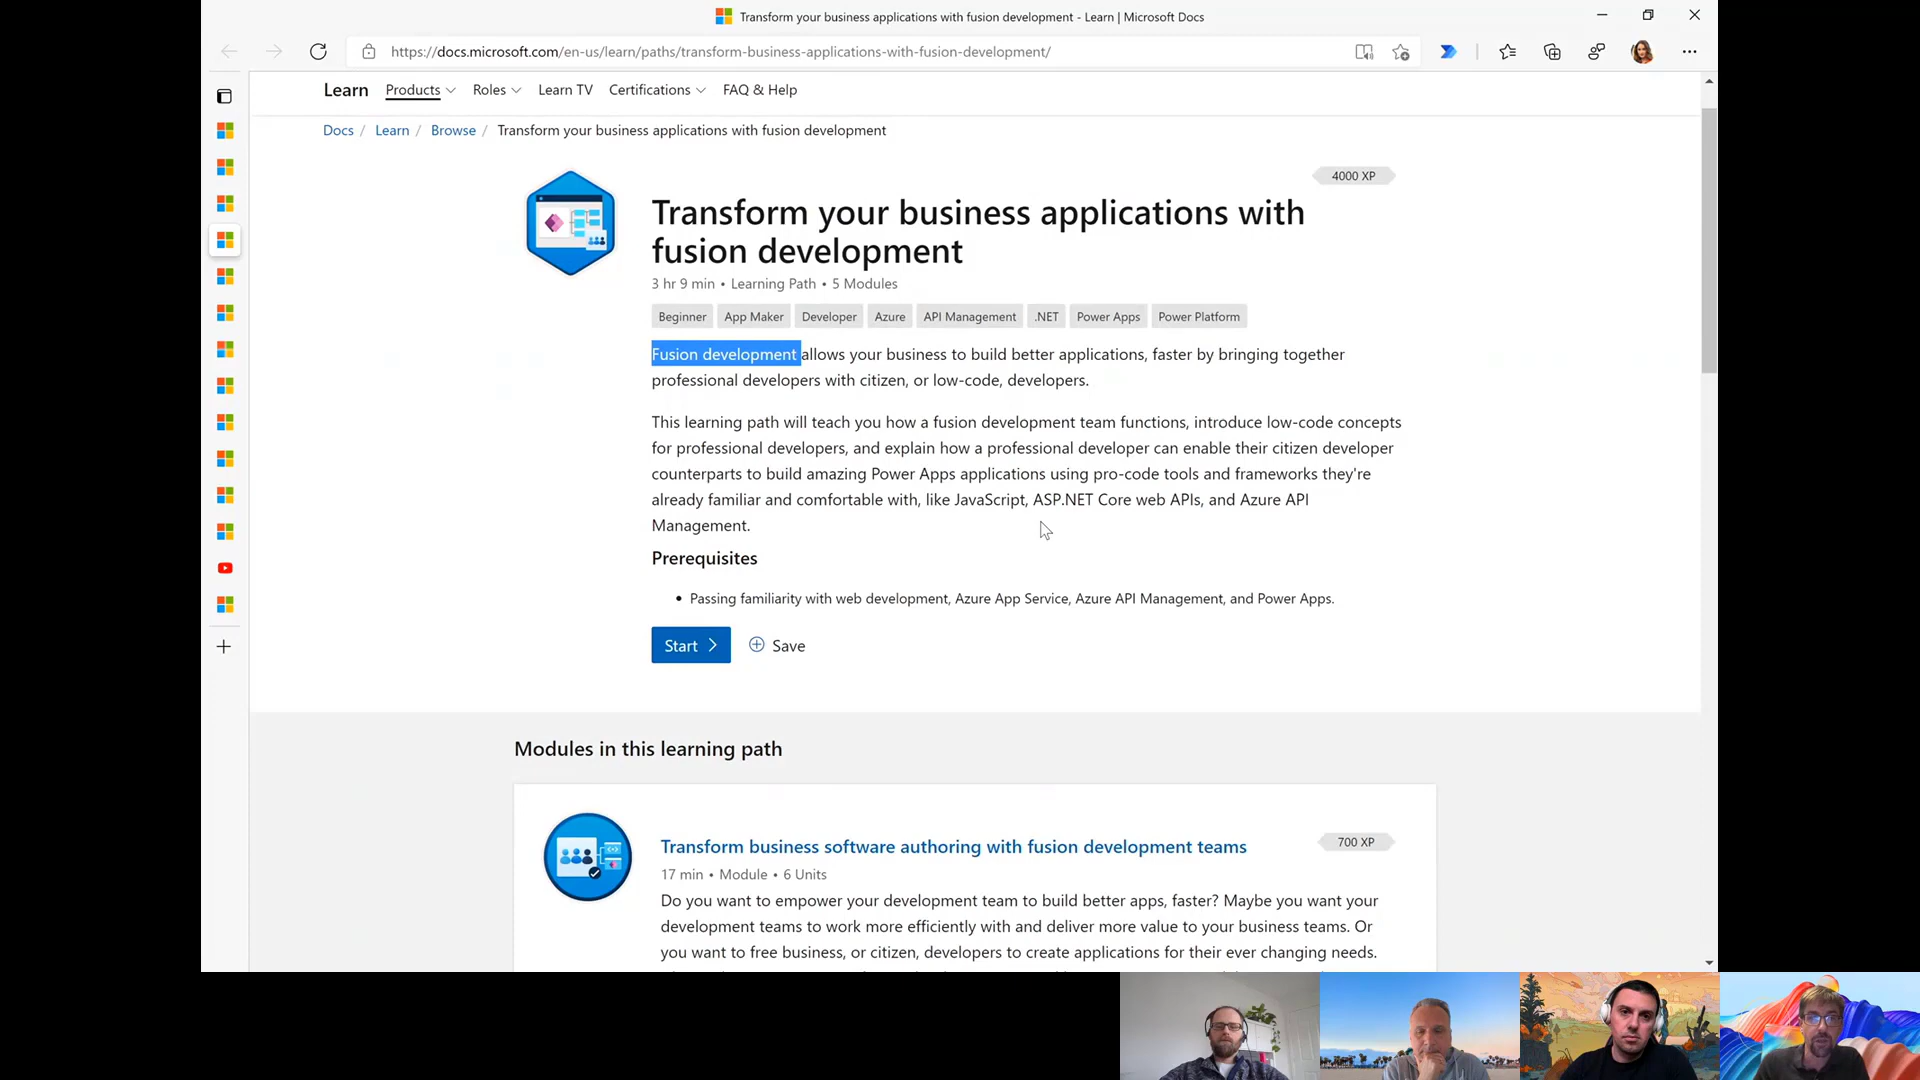 Transform your business applications with fusion development - Learn | Microsoft Docs
https://docs.microsoft.com/en-us/learn/paths/transform-business-applications-with-fusion-development/
Learn Products Roles Learn TV Certifications FAQ & Help
Docs / Learn / Browse / Transform your business applications with fusion development
4000 XP
Transform your business applications with
fusion development
3 hr 9 min • Learning Path • 5 Modules
Beginner App Maker Developer Azure API Management .NET Power Apps Power Platform
Fusion development allows your business to build better applications, faster by bringing together
professional developers with citizen, or low-code, developers.
This learning path will teach you how a fusion development team functions, introduce low-code concepts
for professional developers, and explain how a professional developer can enable their citizen developer
counterparts to build amazing Power Apps applications using pro-code tools and frameworks they're
already familiar and comfortable with, like JavaScript, ASP.NET Core web APIs, and Azure API
Management.
Prerequisites
• Passing familiarity with web development, Azure App Service, Azure API Management, and Power Apps.
Start Save
Modules in this learning path
Transform business software authoring with fusion development teams
700 XP
17 min • Module • 6 Units
Do you want to empower your development team to build better apps, faster? Maybe you want your
development teams to work more efficiently with and deliver more value to your business teams. Or
you want to free business, or citizen, developers to create applications for their ever changing needs.